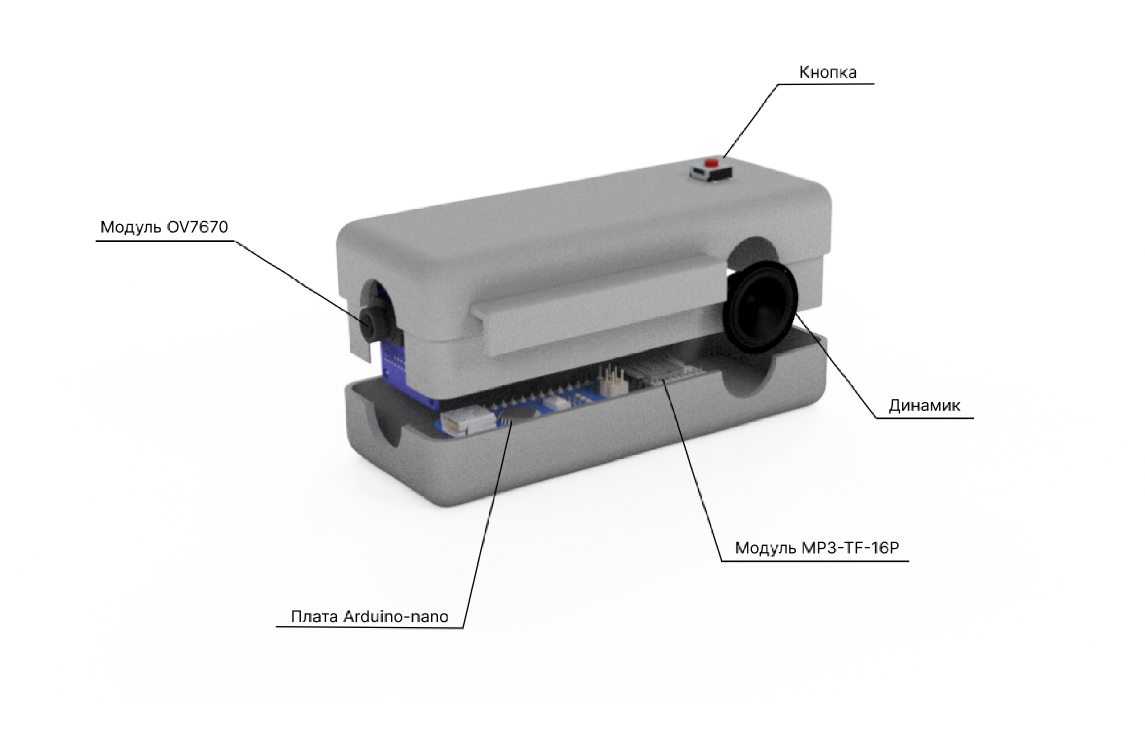 Кнопка
Модуль OV7670
Динамик
Модуль MP3-TF-16P
Плата Arduino-nano